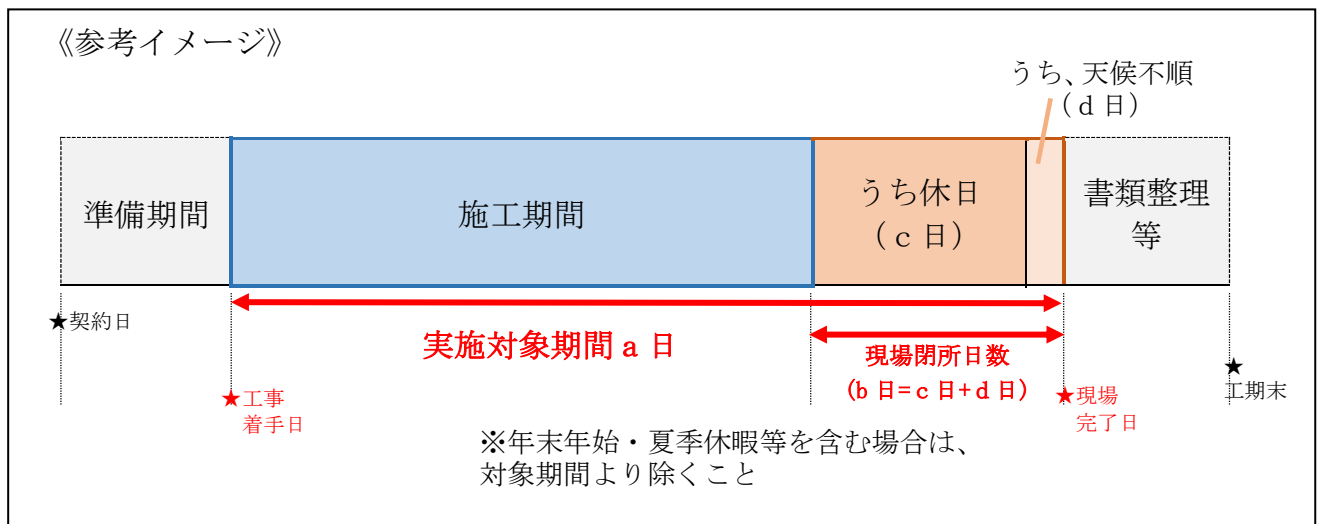 《参考イメージ》
うち、天候不順
(d日)
準備期間
施工期間
うち休日
(c日)
書類整理
等
★契約日
実施対象期間a日
現場閉所日数
(b日=c日+d日)
★
工期末
★工事
着手日
★現場
完了日
※年末年始・夏季休暇等を含む場合は、
対象期間より除くこと